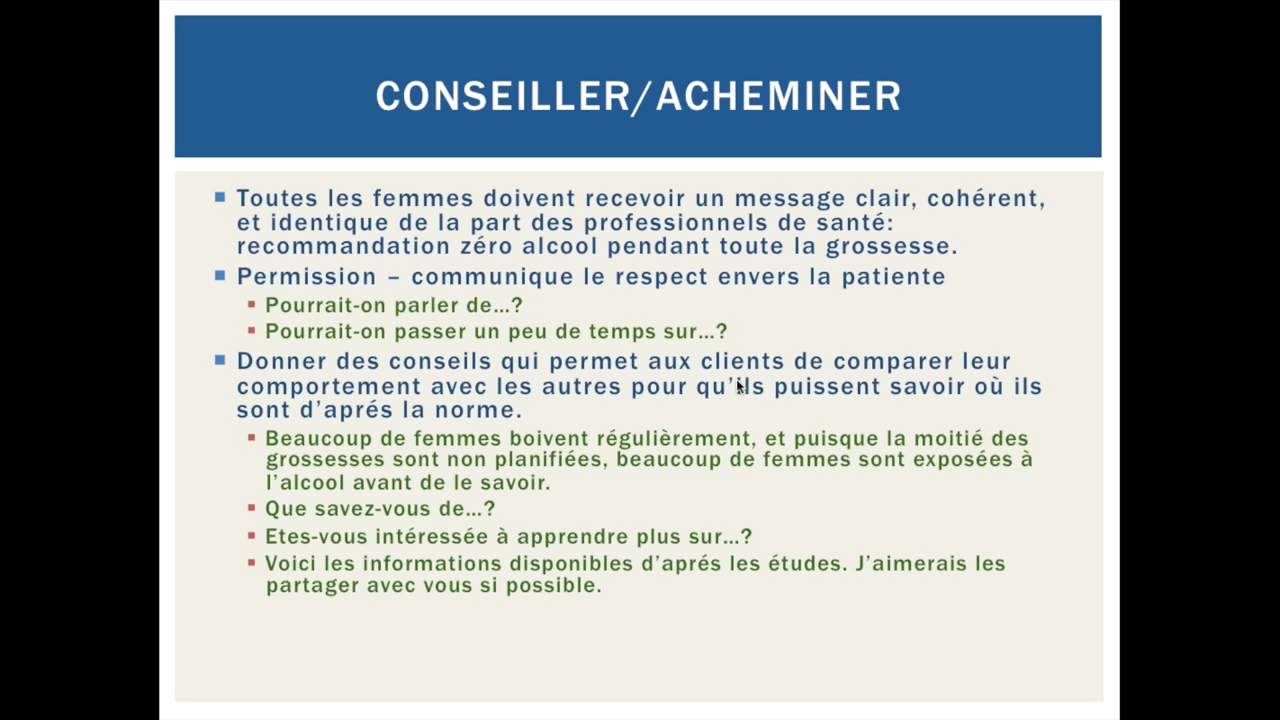 CONSEILLER/ACHEMINER
Toutes les femmes doivent recevoir un message clair, cohérent,
et identique de la part des professionnels de santé:
recommandation zéro alcool pendant toute la grossesse.
Permission – communique le respect envers la patiente
Pourrait-on parler de…?
Pourrait-on passer un peu de temps sur…?
Donner des conseils qui permet aux clients de comparer leur
comportement avec les autres pour qu’ils puissent savoir où ils
sont d’aprés la norme.
Beaucoup de femmes boivent régulièrement, et puisque la moitié des
grossesses sont non planifiées, beaucoup de femmes sont exposées à
l’alcool avant de le savoir.
Que savez-vous de…?
Etes-vous intéressée à apprendre plus sur…?
Voici les informations disponibles d’aprés les études. J’aimerais les
partager avec vous si possible.